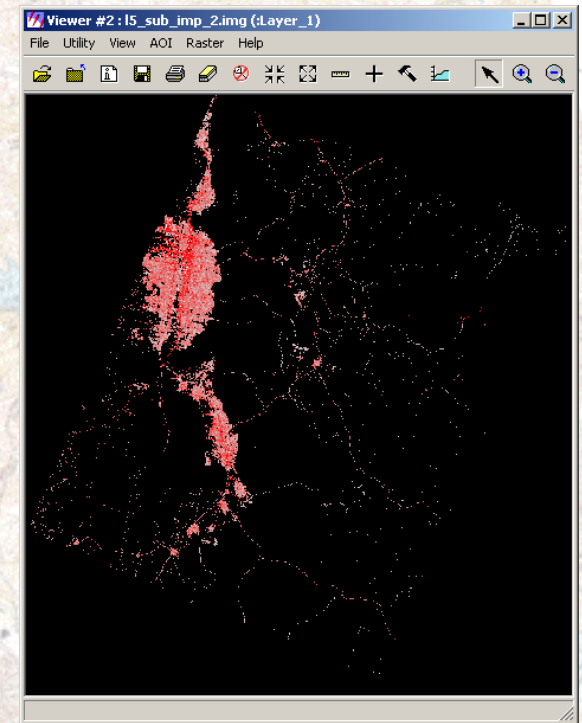 Viewer #2 : l5_sub_imp_2.img (:Layer_1)
File Utility View AOI Raster Help